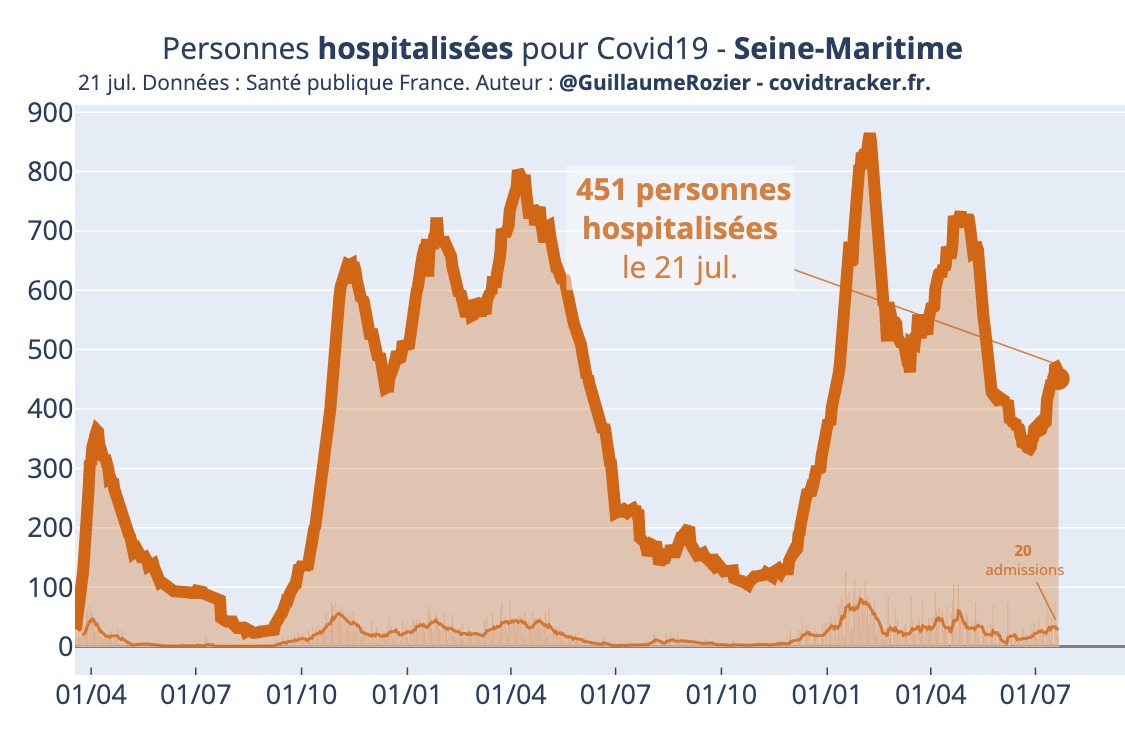 Personnes hospitalisées pour Covid19 - Seine-Maritime
21 jul. Données : Santé publique France. Auteur : @GuillaumeRozier - covidtracker.fr.
900
800
700
600
500
400
300
200
100
0
451 personnes
hospitalisées
le 21 jul.
20
admissions
01/04 01/07 01/10 01/01 01/04 01/07 01/10 01/01 01/04 01/07